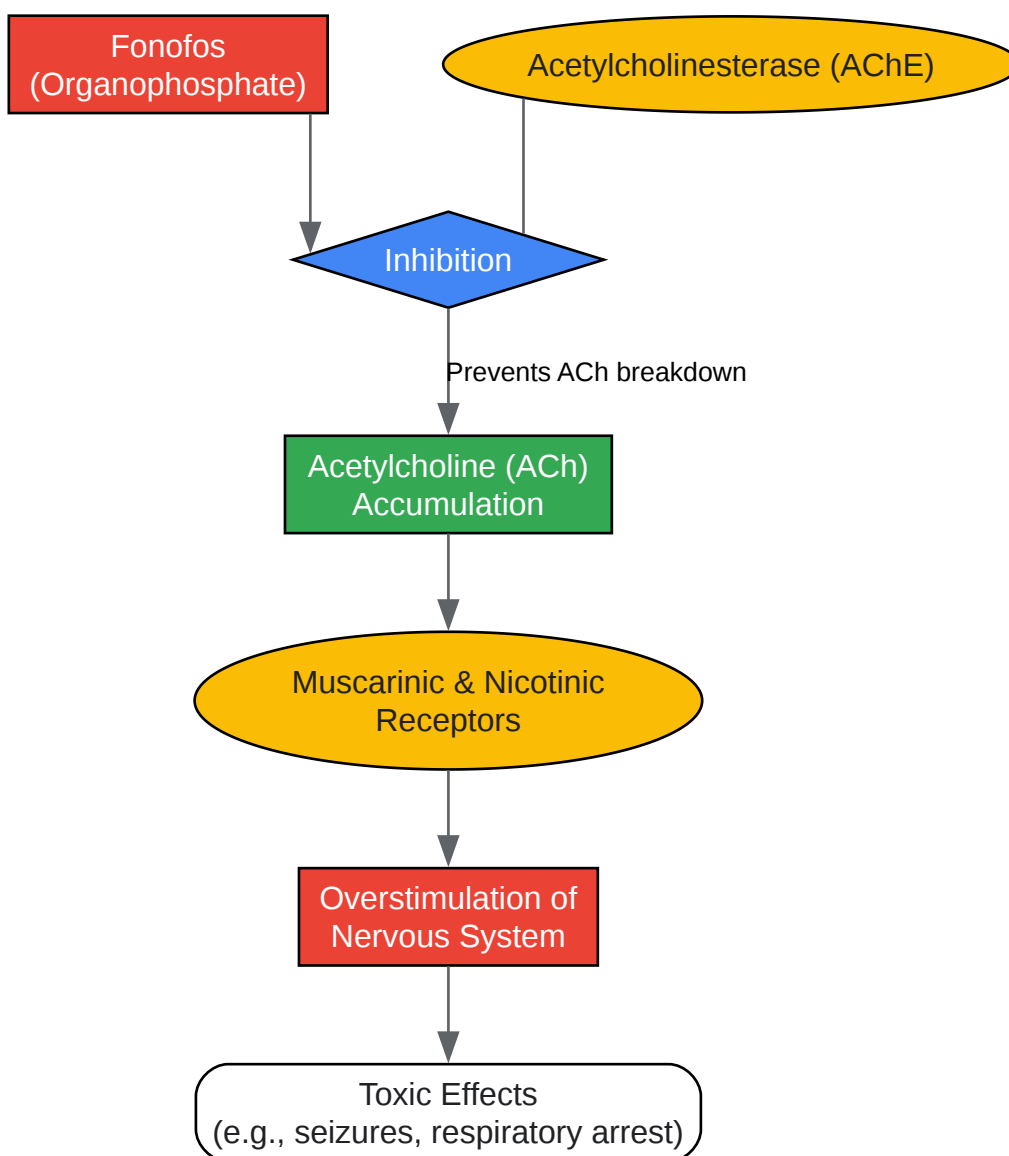 Fonofos
(Organophosphate)
Acetylcholinesterase (AChE)
Inhibition
Prevents ACh breakdown
Acetylcholine (ACh)
Accumulation
Muscarinic & Nicotinic
Receptors
Overstimulation of
Nervous System
Toxic Effects
(e.g., seizures, respiratory arrest)